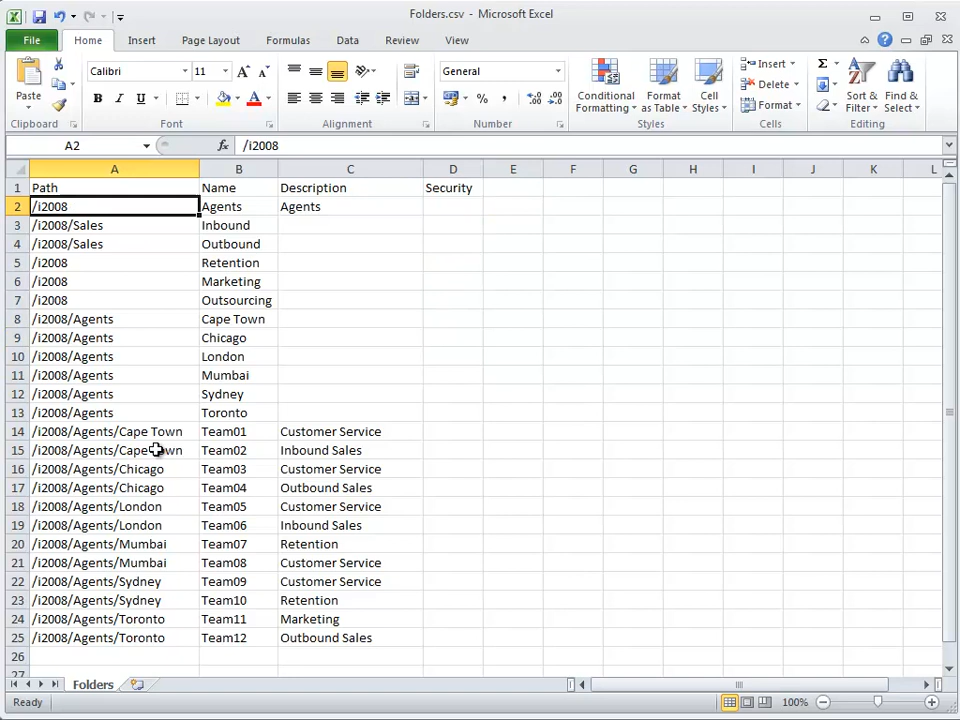 Folders.csv - Microsoft Excel
File Home Insert Page Layout Formulas Data Review View
Paste
Clipboard
Calibri 11
B I U
Font
Alignment
General
$ % ,
Number
Conditional Formatting
Format as Table
Cell Styles
Styles
Insert
Delete
Format
Cells
Sort & Filter
Find & Select
Editing
A2 fx /i2008
A B C D E F G H I J K L
1 Path Name Description Security
2 /i2008 Agents Agents
3 /i2008/Sales Inbound
4 /i2008/Sales Outbound
5 /i2008 Retention
6 /i2008 Marketing
7 /i2008 Outsourcing
8 /i2008/Agents Cape Town
9 /i2008/Agents Chicago
10 /i2008/Agents London
11 /i2008/Agents Mumbai
12 /i2008/Agents Sydney
13 /i2008/Agents Toronto
14 /i2008/Agents/Cape Town Team01 Customer Service
15 /i2008/Agents/Cape Town Team02 Inbound Sales
16 /i2008/Agents/Chicago Team03 Customer Service
17 /i2008/Agents/Chicago Team04 Outbound Sales
18 /i2008/Agents/London Team05 Customer Service
19 /i2008/Agents/London Team06 Inbound Sales
20 /i2008/Agents/Mumbai Team07 Retention
21 /i2008/Agents/Mumbai Team08 Customer Service
22 /i2008/Agents/Sydney Team09 Customer Service
23 /i2008/Agents/Sydney Team10 Retention
24 /i2008/Agents/Toronto Team11 Marketing
25 /i2008/Agents/Toronto Team12 Outbound Sales
26
27
Folders
Ready 100%